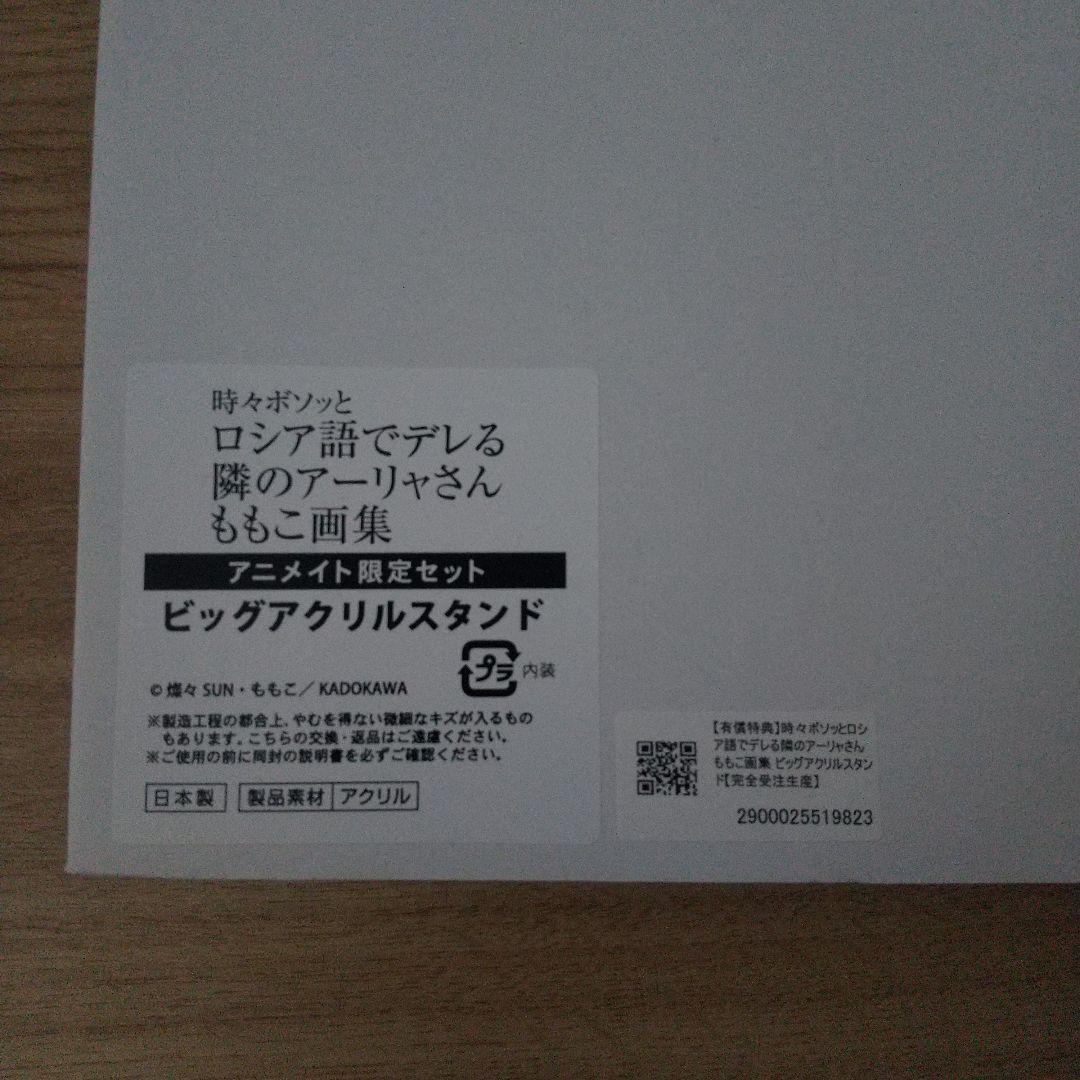 時々ボソッと
ロシア語でデレる
隣のアーリャさん
ももこ画集
アニメイト限定セット
ビッグアクリルスタンド
プラ 内装
© 燦々 SUN・ももこ／KADOKAWA
※製造工程の都合上、やむを得ない微細なキズが入るもの
もあります。こちらの交換・返品はご遠慮ください。
※ご使用の前に同封の説明書を必ずご確認ください。
日本製 製品素材 アクリル
【有償特典】時々ボソッとロシ
ア語でデレる隣のアーリャさん
ももこ画集 ビッグアクリルスタン
ド【完全受注生産】
2900025519823